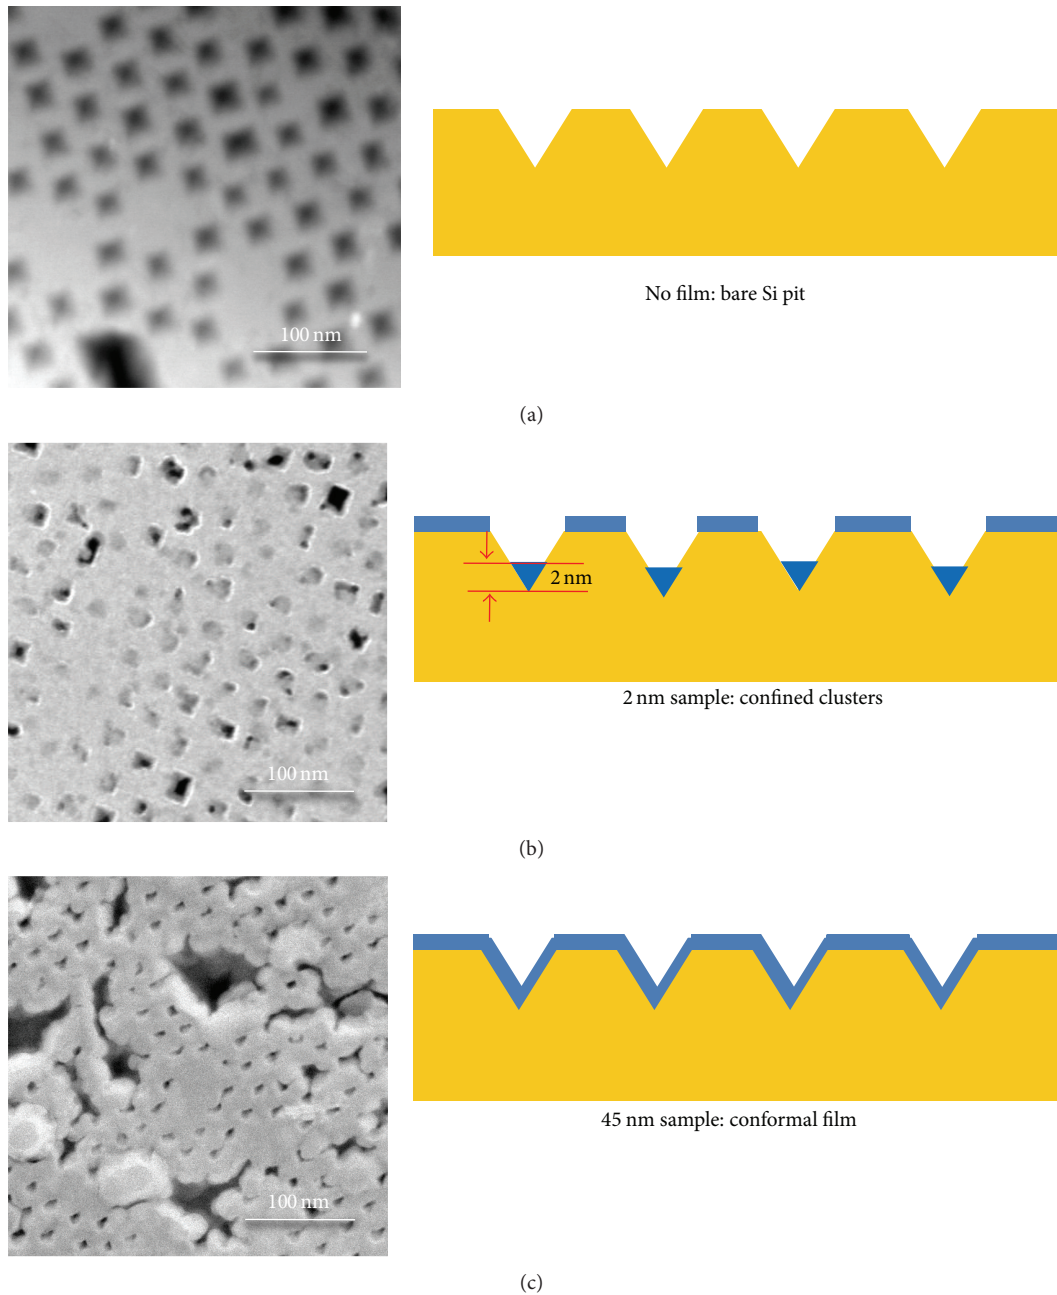 100 nm
No film: bare Si pit
(a)
2 nm
2 nm sample: confined clusters
100 nm
(b)
45 nm sample: conformal film
100 nm
(c)